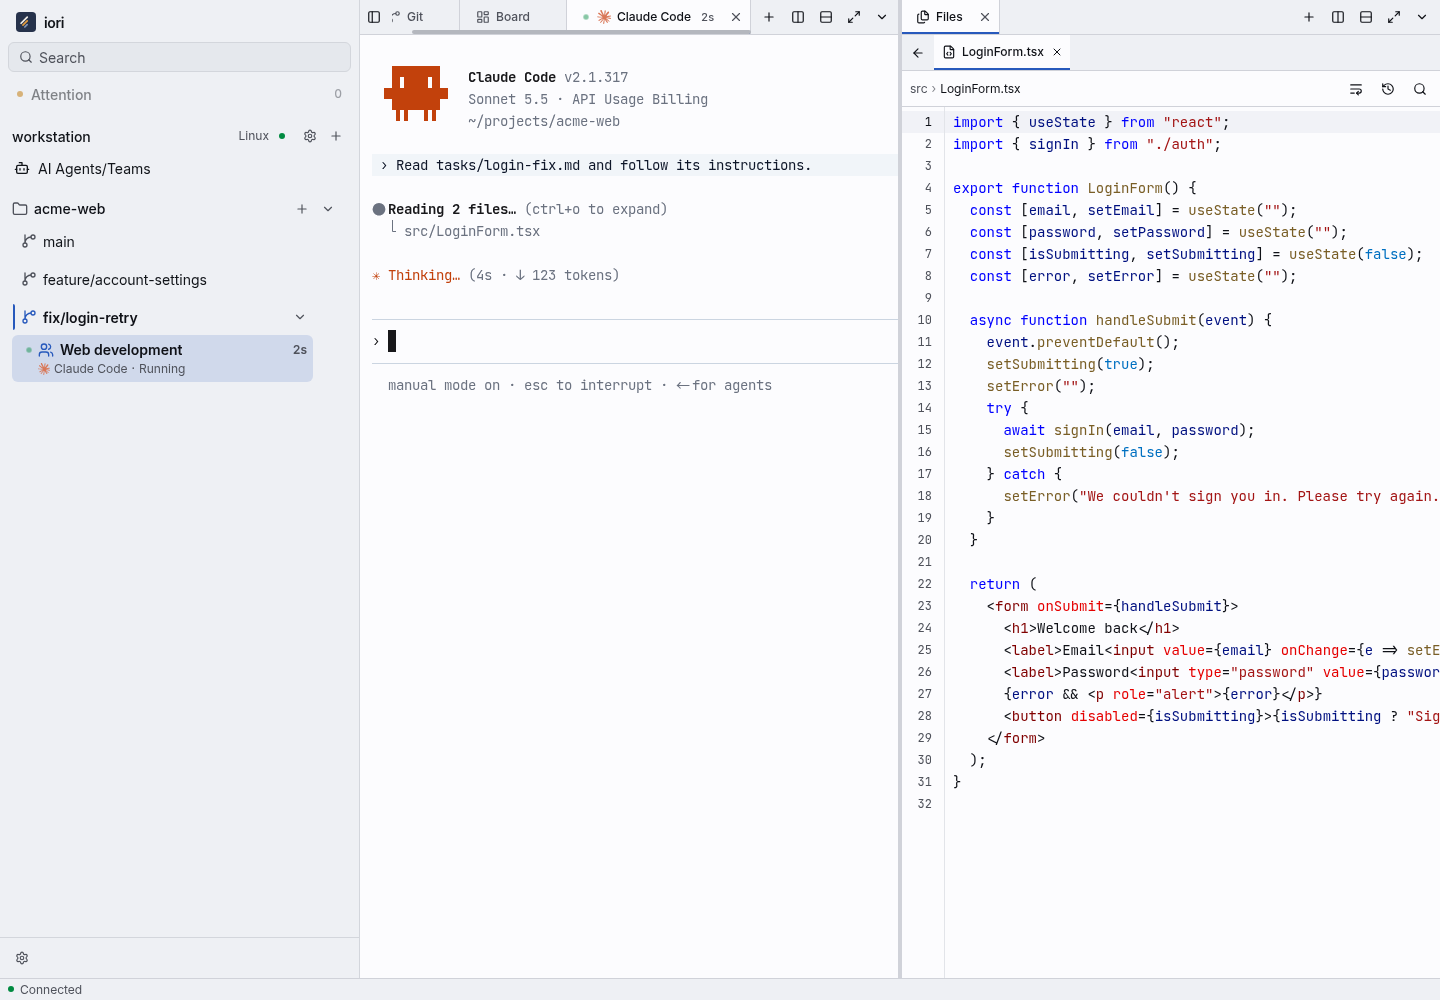 iori
Search
Attention 0
workstation Linux
AI Agents/Teams
acme-web
main
feature/account-settings
fix/login-retry
Web development 2s
Claude Code · Running
Connected
Git
Board
Claude Code 2s
Claude Code v2.1.317
Sonnet 5.5 · API Usage Billing
~/projects/acme-web
› Read tasks/login-fix.md and follow its instructions.
Reading 2 files… (ctrl+o to expand)
└ src/LoginForm.tsx
✳ Thinking… (4s · ↓ 123 tokens)
›
manual mode on · esc to interrupt · ← for agents
Files
LoginForm.tsx
src › LoginForm.tsx
1 import { useState } from "react";
2 import { signIn } from "./auth";
3
4 export function LoginForm() {
5 const [email, setEmail] = useState("");
6 const [password, setPassword] = useState("");
7 const [isSubmitting, setSubmitting] = useState(false);
8 const [error, setError] = useState("");
9
10 async function handleSubmit(event) {
11 event.preventDefault();
12 setSubmitting(true);
13 setError("");
14 try {
15 await signIn(email, password);
16 setSubmitting(false);
17 } catch {
18 setError("We couldn't sign you in. Please try again.
19 }
20 }
21
22 return (
23 <form onSubmit={handleSubmit}>
24 <h1>Welcome back</h1>
25 <label>Email<input value={email} onChange={e => setE
26 <label>Password<input type="password" value={passwor
27 {error && <p role="alert">{error}</p>}
28 <button disabled={isSubmitting}>{isSubmitting ? "Sig
29 </form>
30 );
31 }
32